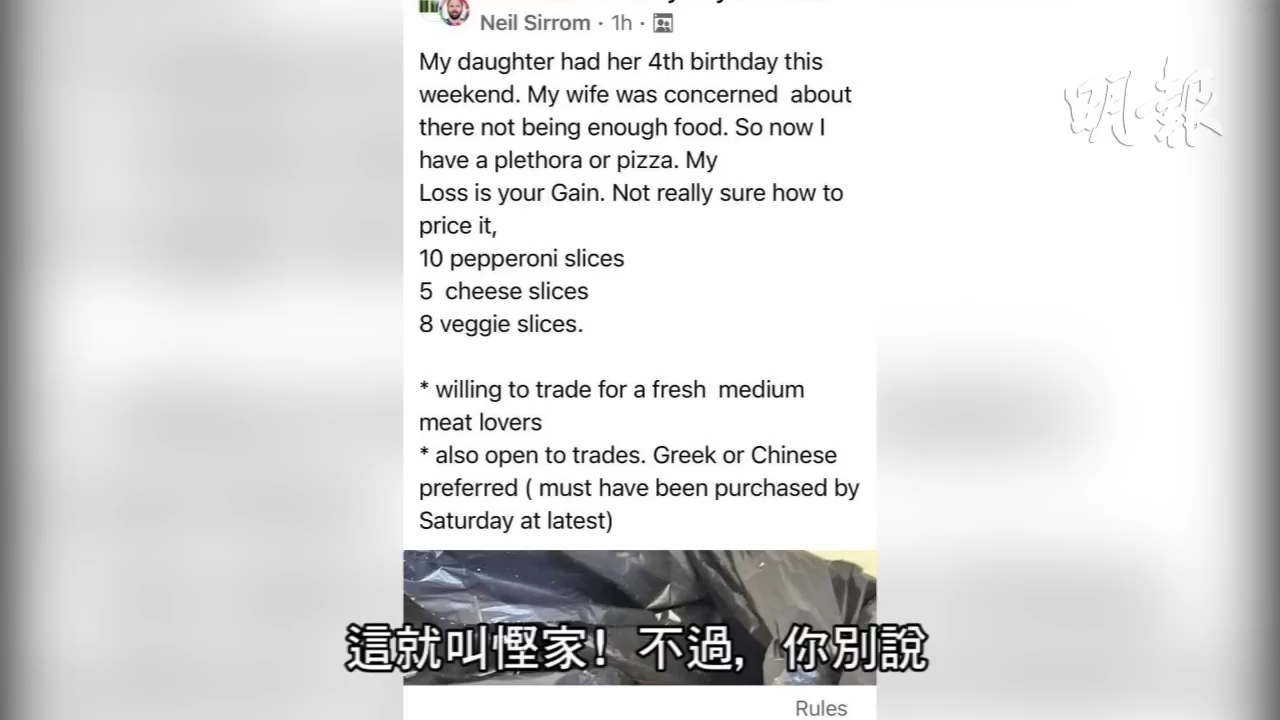 Neil Sirrom · 1h ·
明報
My daughter had her 4th birthday this
weekend. My wife was concerned  about
there not being enough food. So now I
have a plethora or pizza. My
Loss is your Gain. Not really sure how to
price it,
10 pepperoni slices
5  cheese slices
8 veggie slices.
* willing to trade for a fresh  medium
meat lovers
* also open to trades. Greek or Chinese
preferred ( must have been purchased by
Saturday at latest)
這就叫慳家！不過，你別說
Rules